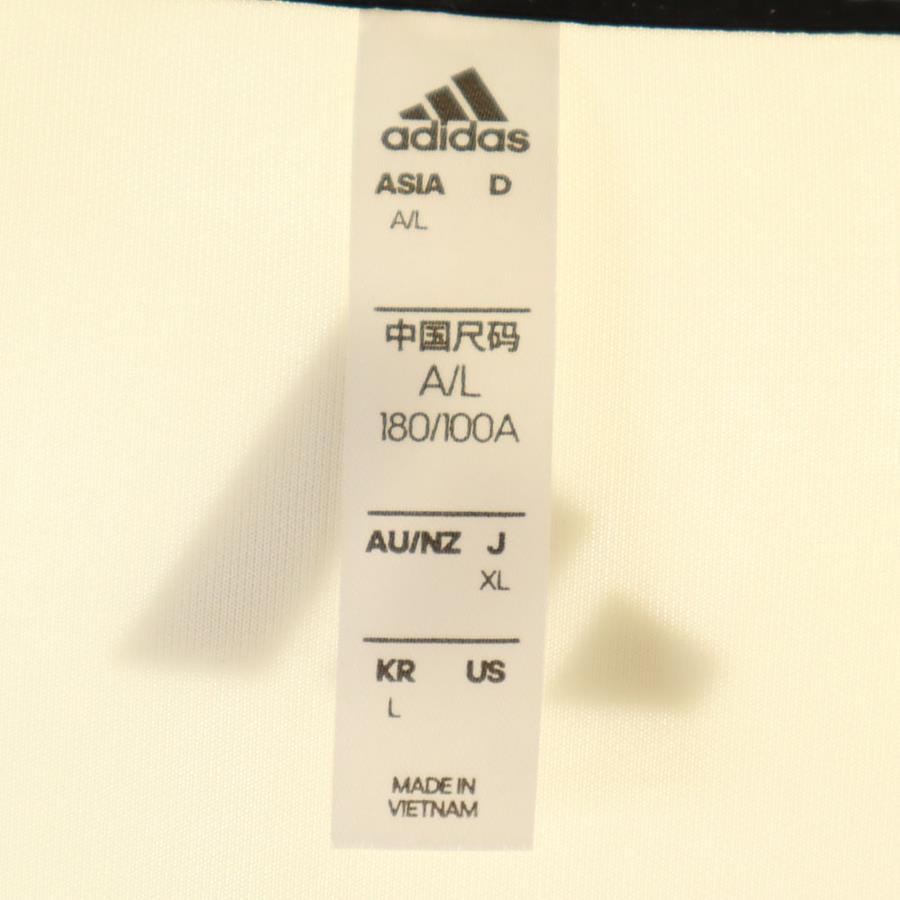 adidas
ASIA D
A/L
中国尺码
A/L
180/100A
AU/NZ J
XL
KR US
L
MADE IN
VIETNAM